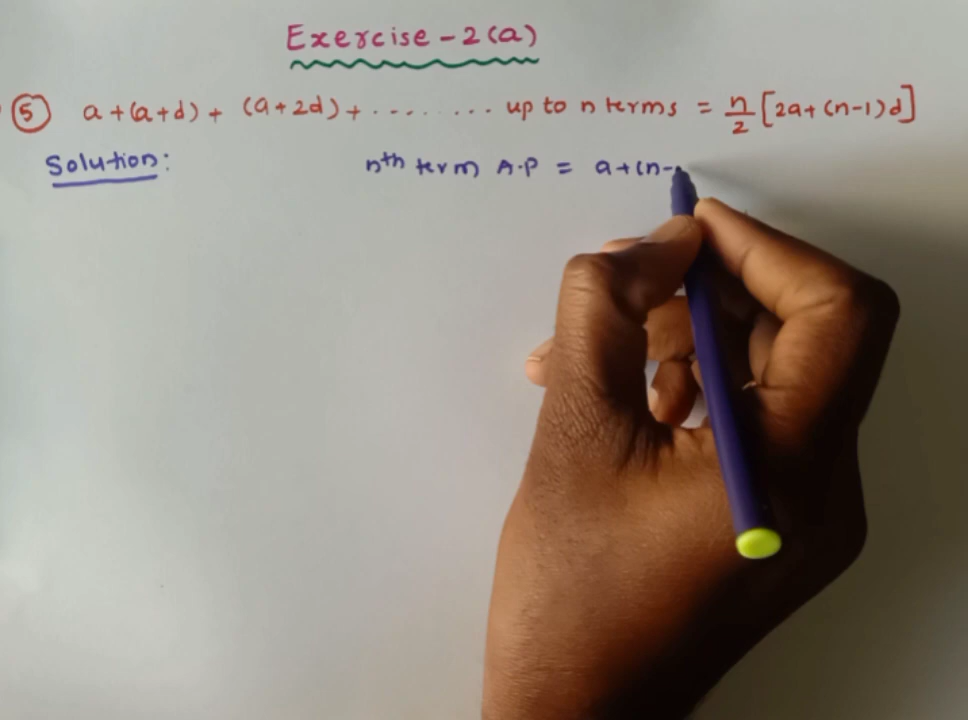 Exercise - 2(a)
5 a + (a+d) + (a+2d) + ........ up to n terms = n/2 [2a + (n-1)d]
Solution: nth term A.P = a+(n-